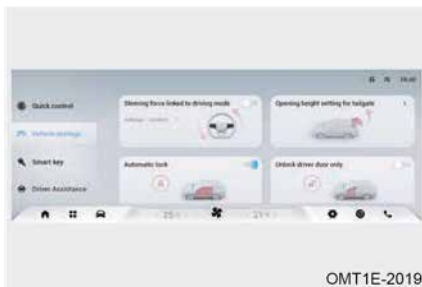 Quick control
Steering force linked to driving mode
Opening height setting for tailgate
Vehicle settings
Smart key
Automatic lock
Unlock driver door only
Driver Assistance
OMT1E-2019